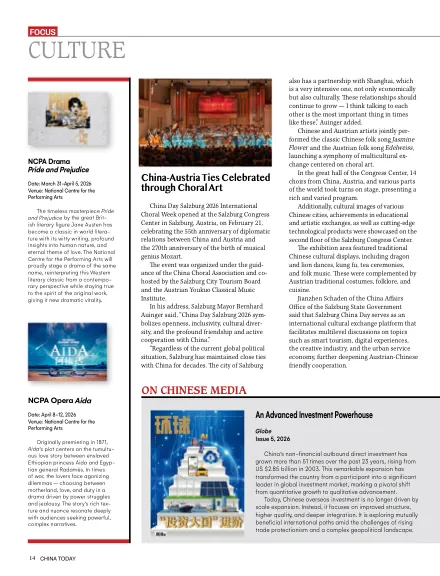 FOCUS
CULTURE
NCPA Drama
Pride and Prejudice
Date: March 31-April 5, 2026
Venue: National Centre for the
Performing Arts
The timeless masterpiece Pride
and Prejudice by the great Brit-
ish literary figure Jane Austen has
become a classic in world litera-
ture with its witty writing, profound
insights into human nature, and
eternal theme of love. The National
Centre for the Performing Arts will
proudly stage a drama of the same
name, reinterpreting this Western
literary classic from a contempo-
rary perspective while staying true
to the spirit of the original work,
giving it new dramatic vitality.
AIDA
NCPA Opera Aida
Date: April 8-12, 2026
Venue: National Centre for the
Performing Arts
Originally premiering in 1871,
Aida's plot centers on the tumultu-
ous love story between enslaved
Ethiopian princess Aida and Egyp-
tian general Radamès. In times
of war, the lovers face agonizing
dilemmas — choosing between
motherland, love, and duty in a
drama driven by power struggles
and jealousy. The story's rich tex-
ture and nuance resonate deeply
with audiences seeking powerful,
complex narratives.
China-Austria Ties Celebrated
through Choral Art
China Day Salzburg 2026 International
Choral Week opened at the Salzburg Congress
Center in Salzburg, Austria, on February 21,
celebrating the 55th anniversary of diplomatic
relations between China and Austria and
the 270th anniversary of the birth of musical
genius Mozart.
The event was organized under the guid-
ance of the China Choral Association and co-
hosted by the Salzburg City Tourism Board
and the Austrian Youkue Classical Music
Institute.
In his address, Salzburg Mayor Bernhard
Auinger said, "China Day Salzburg 2026 sym-
bolizes openness, inclusivity, cultural diver-
sity, and the profound friendship and active
cooperation with China."
"Regardless of the current global political
situation, Salzburg has maintained close ties
with China for decades. The city of Salzburg
also has a partnership with Shanghai, which
is a very intensive one, not only economically
but also culturally. These relationships should
continue to grow — I think talking to each
other is the most important thing in times
like these," Auinger added.
Chinese and Austrian artists jointly per-
formed the classic Chinese folk song Jasmine
Flower and the Austrian folk song Edelweiss,
launching a symphony of multicultural ex-
change centered on choral art.
In the great hall of the Congress Center, 14
choirs from China, Austria, and various parts
of the world took turns on stage, presenting a
rich and varied program.
Additionally, cultural images of various
Chinese cities, achievements in educational
and artistic exchanges, as well as cutting-edge
technological products were showcased on the
second floor of the Salzburg Congress Center.
The exhibition area featured traditional
Chinese cultural displays, including dragon
and lion dances, kung fu, tea ceremonies,
and folk music. These were complemented by
Austrian traditional costumes, folklore, and
cuisine.
Jianzhen Schaden of the China Affairs
Office of the Salzburg State Government
said that Salzburg China Day serves as an
international cultural exchange platform that
facilitates multilevel discussions on topics
such as smart tourism, digital experiences,
the creative industry, and the urban service
economy, further deepening Austrian-Chinese
friendly cooperation.
ON CHINESE MEDIA
环球
"投资大国"进阶
An Advanced Investment Powerhouse
Globe
Issue 5, 2026
China's non-financial outbound direct investment has
grown more than 51 times over the past 23 years, rising from
US $2.85 billion in 2003. This remarkable expansion has
transformed the country from a participant into a significant
leader in global investment market, marking a pivotal shift
from quantitative growth to qualitative advancement.
Today, Chinese overseas investment is no longer driven by
scale expansion. Instead, it focuses on improved structure,
higher quality, and deeper integration. It is exploring mutually
beneficial international paths amid the challenges of rising
trade protectionism and a complex geopolitical landscape.
14 CHINA TODAY